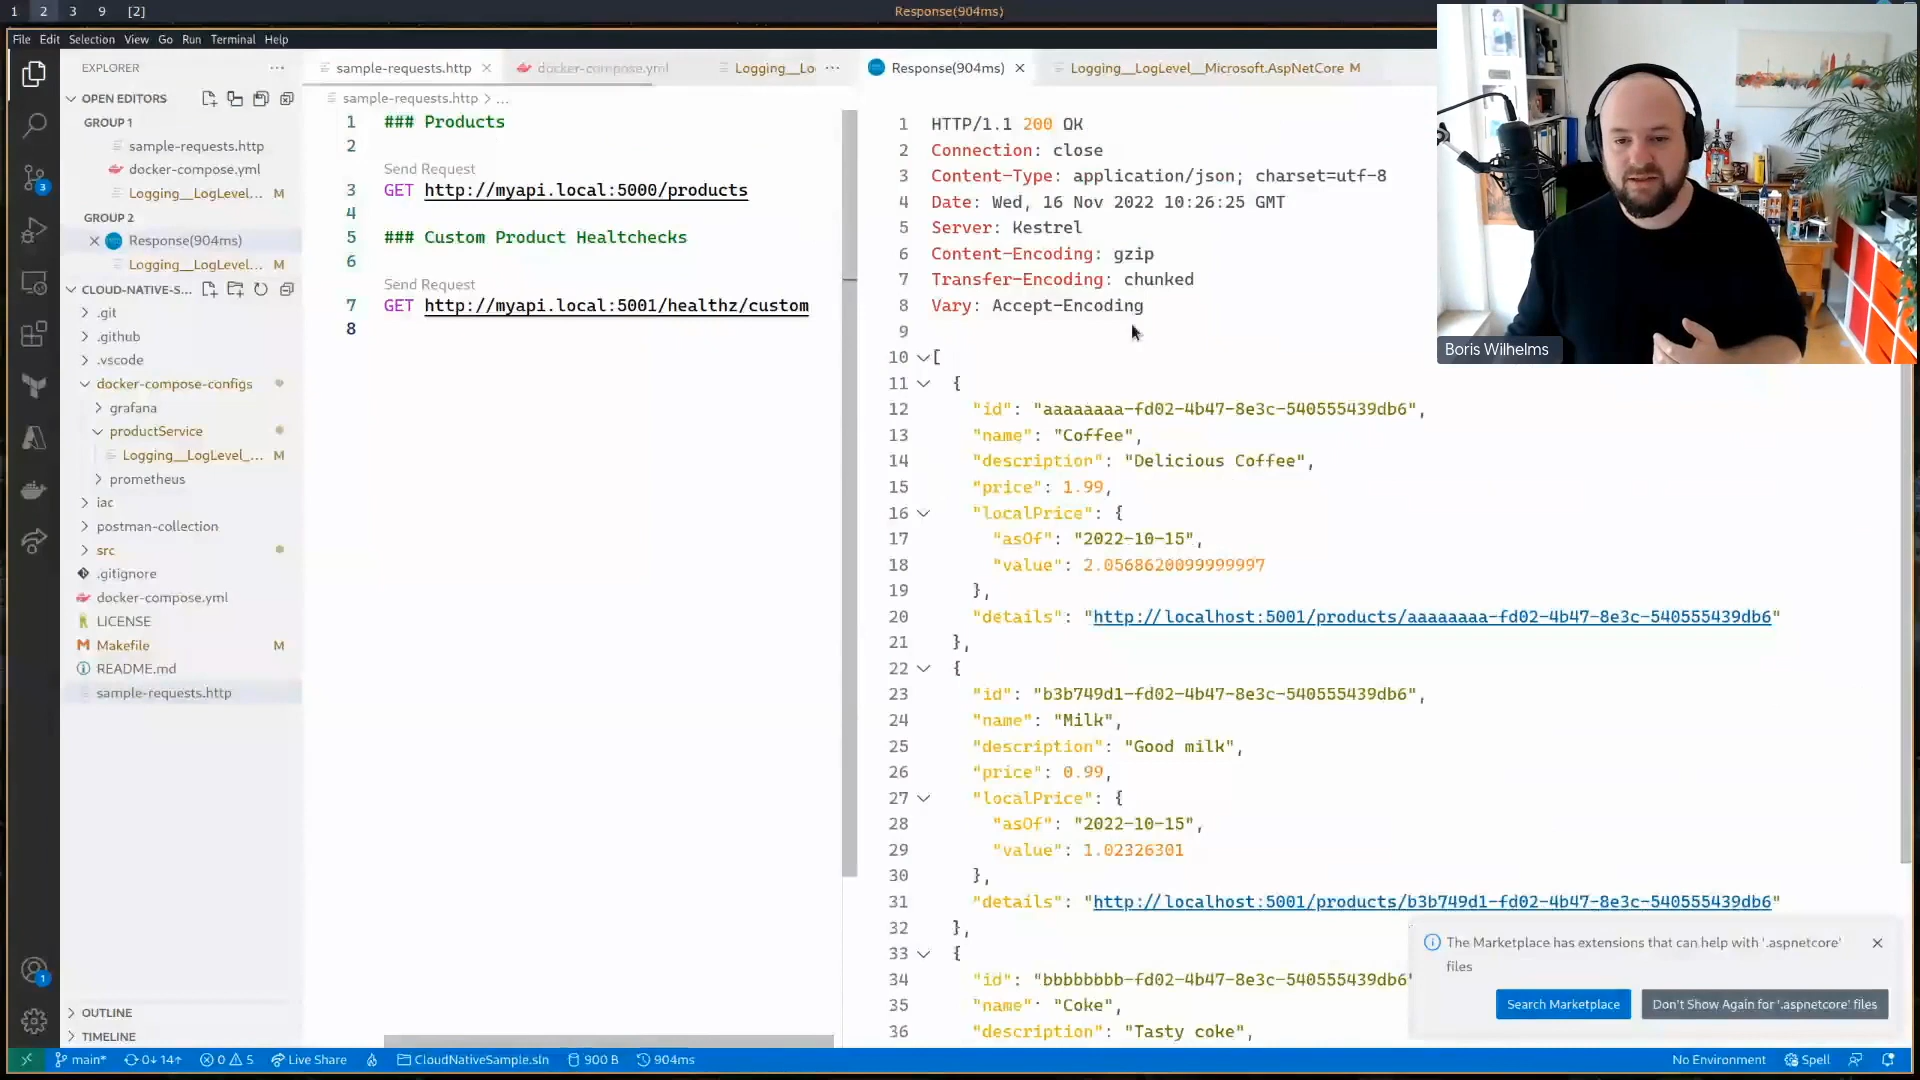 1 2 3 9 [2]
Response(904ms)
File Edit Selection View Go Run Terminal Help
EXPLORER
OPEN EDITORS
GROUP 1
sample-requests.http
docker-compose.yml
Logging__LogLevel... M
GROUP 2
Response(904ms)
Logging__LogLevel... M
CLOUD-NATIVE-S...
.git
.github
.vscode
docker-compose-configs
grafana
productService
Logging__LogLevel_... M
prometheus
iac
postman-collection
src
.gitignore
docker-compose.yml
LICENSE
Makefile M
README.md
sample-requests.http
OUTLINE
TIMELINE
3
1
sample-requests.http
docker-compose.yml
Logging__Lo
sample-requests.http > ...
1 ### Products
2
Send Request
3 GET http://myapi.local:5000/products
4
5 ### Custom Product Healtchecks
6
Send Request
7 GET http://myapi.local:5001/healthz/custom
8
Response(904ms)
Logging__LogLevel__Microsoft.AspNetCore M
1 HTTP/1.1 200 OK
2 Connection: close
3 Content-Type: application/json; charset=utf-8
4 Date: Wed, 16 Nov 2022 10:26:25 GMT
5 Server: Kestrel
6 Content-Encoding: gzip
7 Transfer-Encoding: chunked
8 Vary: Accept-Encoding
9
10 [
11 {
12 "id": "aaaaaaaa-fd02-4b47-8e3c-540555439db6",
13 "name": "Coffee",
14 "description": "Delicious Coffee",
15 "price": 1.99,
16 "localPrice": {
17 "asOf": "2022-10-15",
18 "value": 2.0568620099999997
19 },
20 "details": "http://localhost:5001/products/aaaaaaaa-fd02-4b47-8e3c-540555439db6"
21 },
22 {
23 "id": "b3b749d1-fd02-4b47-8e3c-540555439db6",
24 "name": "Milk",
25 "description": "Good milk",
26 "price": 0.99,
27 "localPrice": {
28 "asOf": "2022-10-15",
29 "value": 1.02326301
30 },
31 "details": "http://localhost:5001/products/b3b749d1-fd02-4b47-8e3c-540555439db6"
32 },
33 {
34 "id": "bbbbbbbb-fd02-4b47-8e3c-540555439db6"
35 "name": "Coke",
36 "description": "Tasty coke",
Boris Wilhelms
The Marketplace has extensions that can help with '.aspnetcore'
files
Search Marketplace
Don't Show Again for '.aspnetcore' files
main* 0↓ 14↑ 0 5 Live Share CloudNativeSample.sln 900 B 904ms No Environment Spell